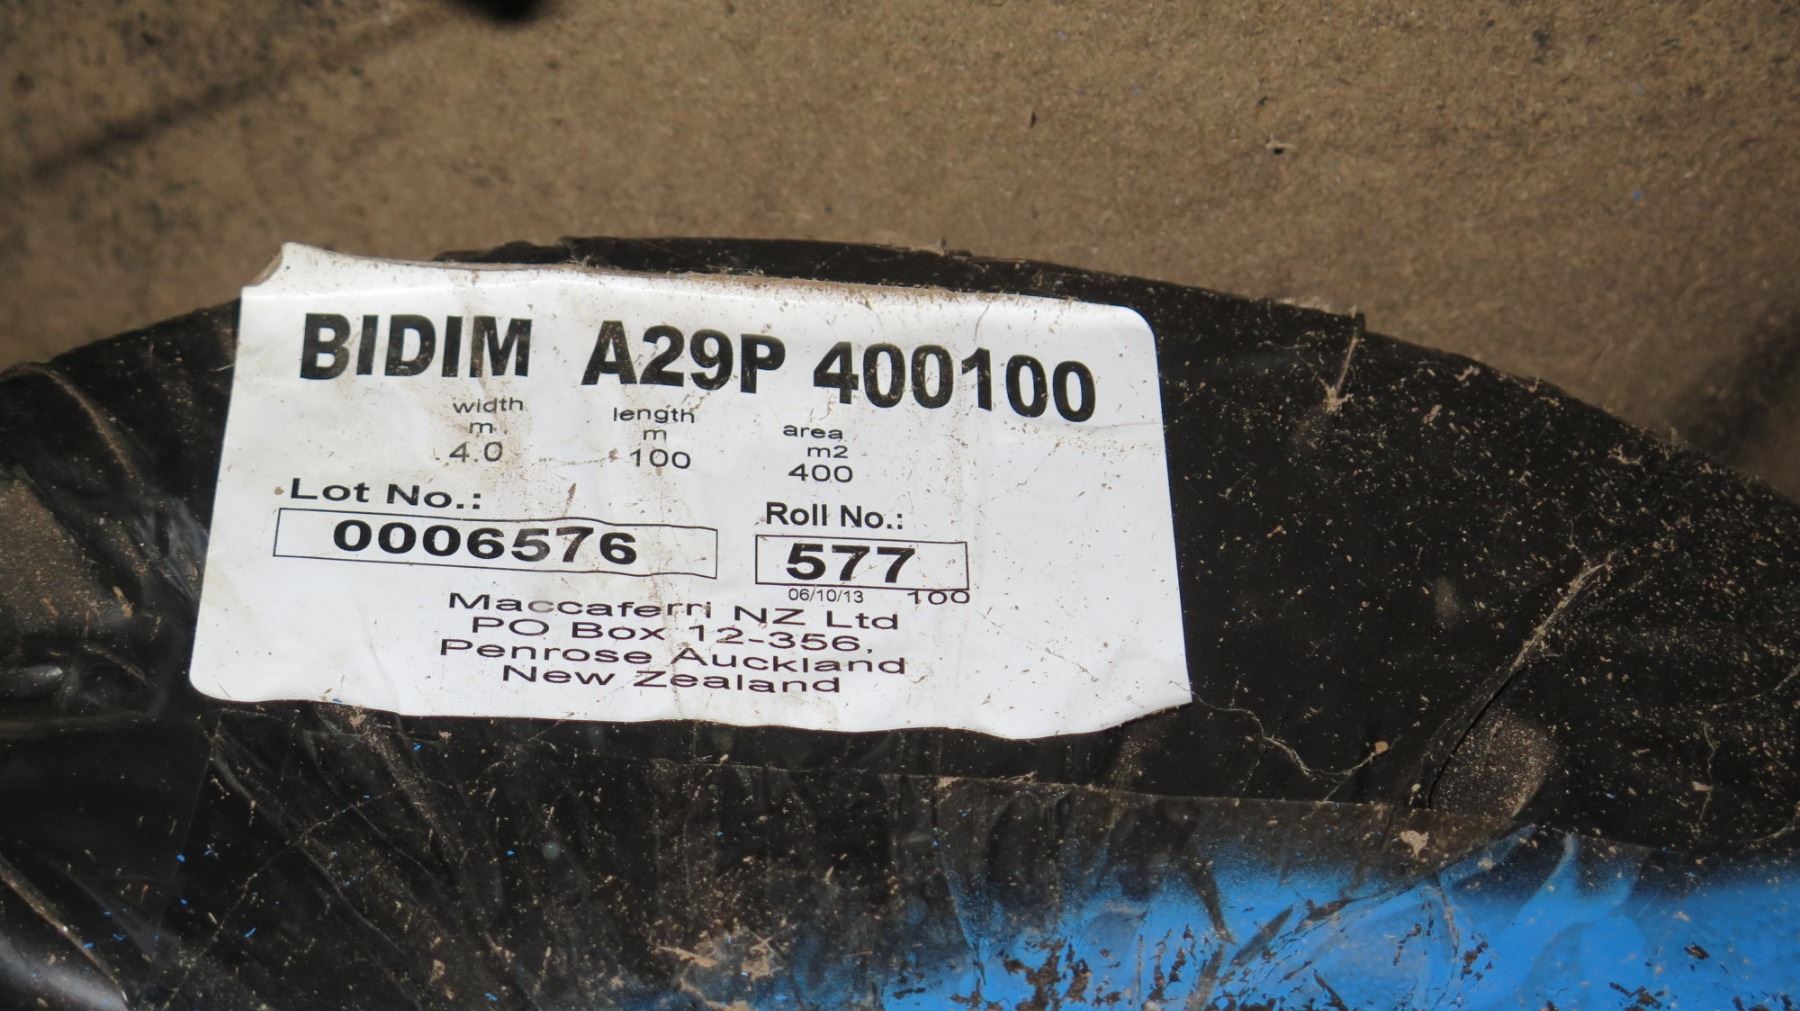 BIDIM A29P 400100
width length area
m m m2
4.0 100 400
Lot No.: Roll No.:
0006576 577
06/10/13 100
Maccaferri NZ Ltd
PO Box 12-356,
Penrose Auckland
New Zealand